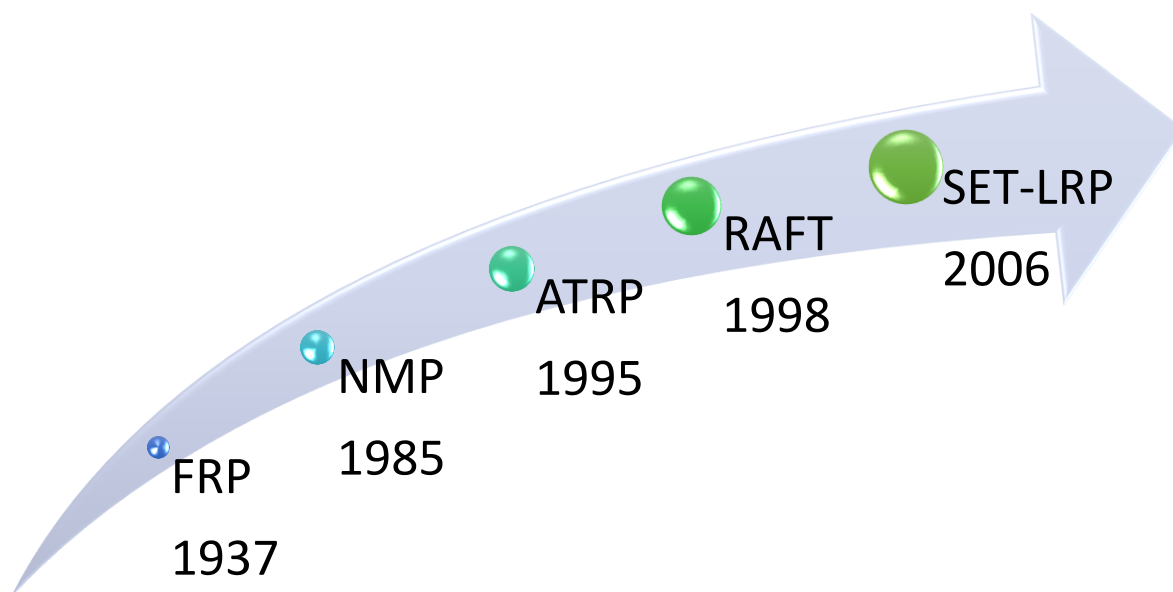 FRP
1937
NMP
1985
ATRP
1995
RAFT
1998
SET-LRP
2006